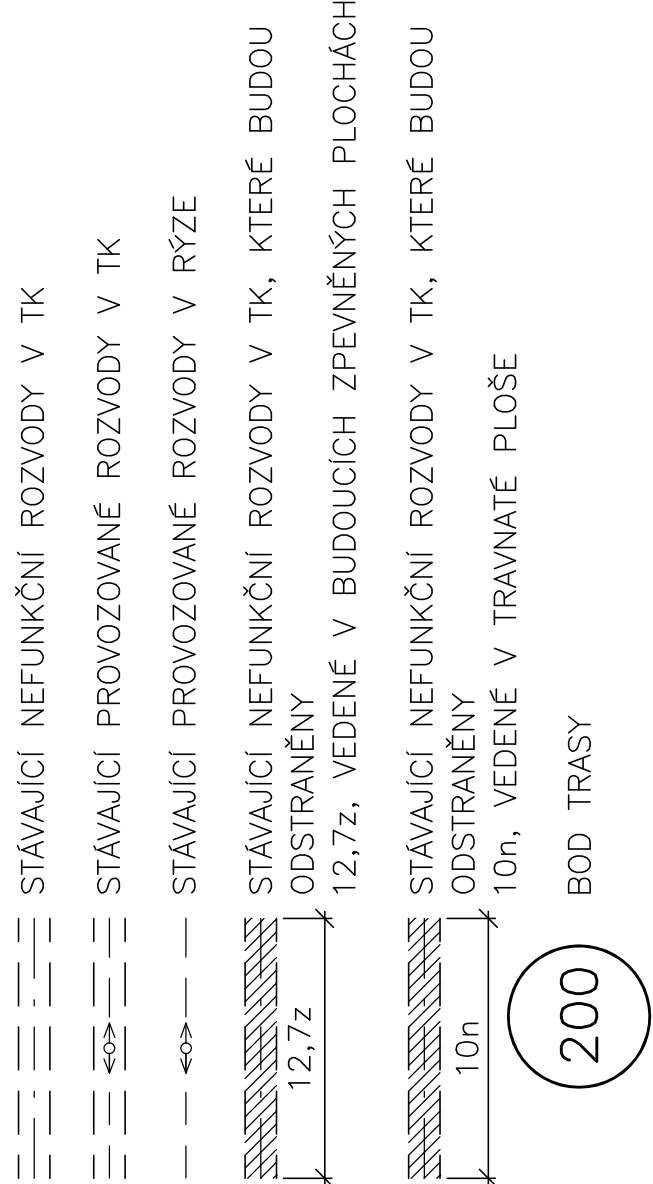 STÁVAJÍCÍ NEFUNKČNÍ ROZVODY V TK
STÁVAJÍCÍ PROVOZOVANÉ ROZVODY V TK
STÁVAJÍCÍ PROVOZOVANÉ ROZVODY V RÝZE
STÁVAJÍCÍ NEFUNKČNÍ ROZVODY V TK, KTERÉ BUDOU
ODSTRANĚNY
12,7z
12,7z, VEDENÉ V BUDOUCÍCH ZPEVNĚNÝCH PLOCHÁCH
STÁVAJÍCÍ NEFUNKČNÍ ROZVODY V TK, KTERÉ BUDOU
ODSTRANĚNY
10n
10n, VEDENÉ V TRAVNATÉ PLOŠE
200
BOD TRASY